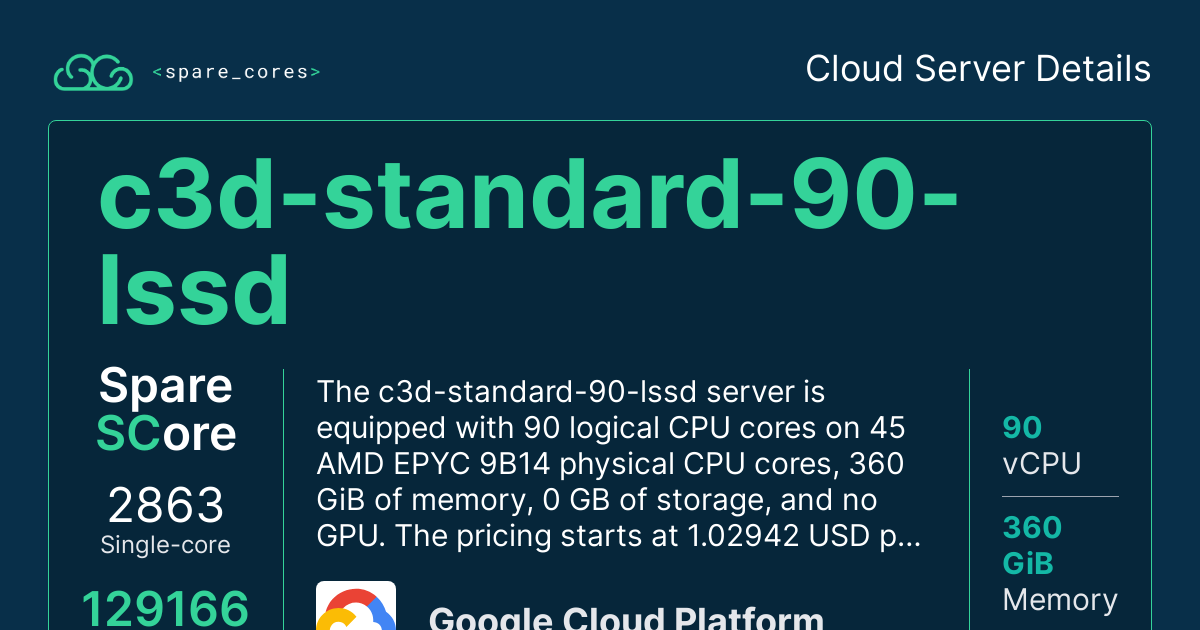 <spare_cores>
Cloud Server Details
c3d-standard-90-
lssd
Spare
SCore
2863
Single-core
129166
The c3d-standard-90-lssd server is
equipped with 90 logical CPU cores on 45
AMD EPYC 9B14 physical CPU cores, 360
GiB of memory, 0 GB of storage, and no
GPU. The pricing starts at 1.02942 USD p...
Google Cloud Platform
90
vCPU
360
GiB
Memory